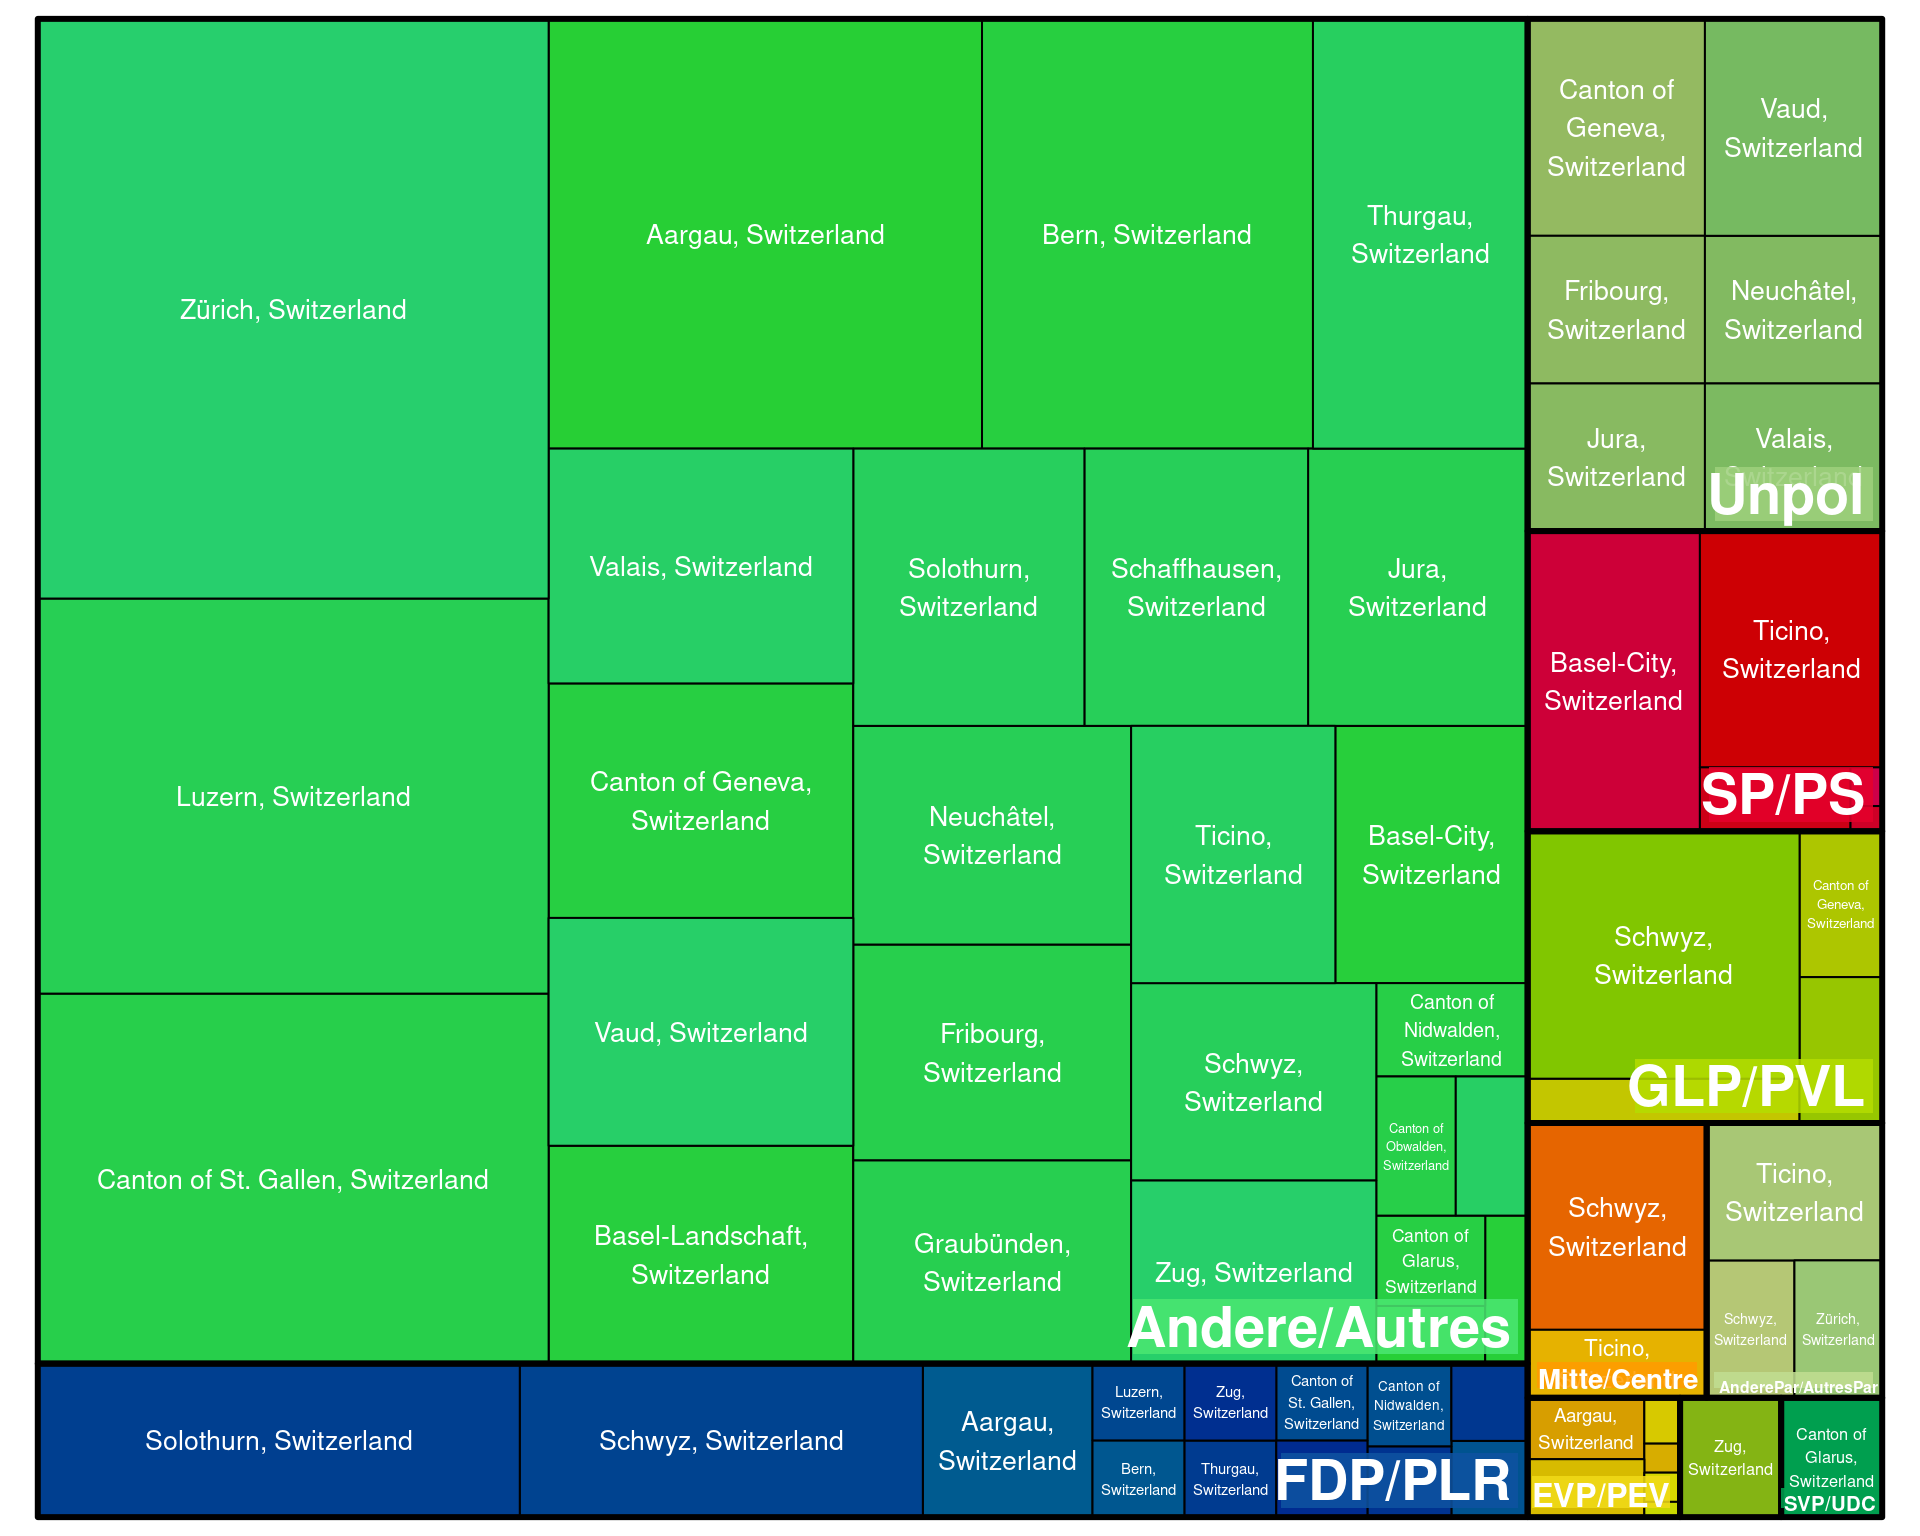 Zürich, Switzerland
Luzern, Switzerland
Canton of St. Gallen, Switzerland
Aargau, Switzerland
Bern, Switzerland
Thurgau,
Switzerland
Valais, Switzerland
Canton of Geneva,
Switzerland
Vaud, Switzerland
Basel-Landschaft,
Switzerland
Solothurn,
Switzerland
Schaffhausen,
Switzerland
Jura,
Switzerland
Neuchâtel,
Switzerland
Fribourg,
Switzerland
Graubünden,
Switzerland
Ticino,
Switzerland
Basel-City,
Switzerland
Schwyz,
Switzerland
Zug, Switzerland
Canton of
Nidwalden,
Switzerland
Canton of
Obwalden,
Switzerland
Canton of
Glarus,
Switzerland
Andere/Autres
Solothurn, Switzerland
Schwyz, Switzerland
Aargau,
Switzerland
Luzern,
Switzerland
Bern,
Switzerland
Zug,
Switzerland
Thurgau,
Switzerland
Canton of
St. Gallen,
Switzerland
Canton of
Nidwalden,
Switzerland
FDP/PLR
Canton of
Geneva,
Switzerland
Vaud,
Switzerland
Fribourg,
Switzerland
Neuchâtel,
Switzerland
Jura,
Switzerland
Valais,
Switzerland
Unpol
Basel-City,
Switzerland
Ticino,
Switzerland
SP/PS
Schwyz,
Switzerland
Canton of
Geneva,
Switzerland
GLP/PVL
Schwyz,
Switzerland
Ticino,
Mitte/Centre
Ticino,
Switzerland
Schwyz,
Switzerland
Zürich,
Switzerland
AnderePar/AutresPar
Aargau,
Switzerland
EVP/PEV
Zug,
Switzerland
Canton of
Glarus,
Switzerland
SVP/UDC